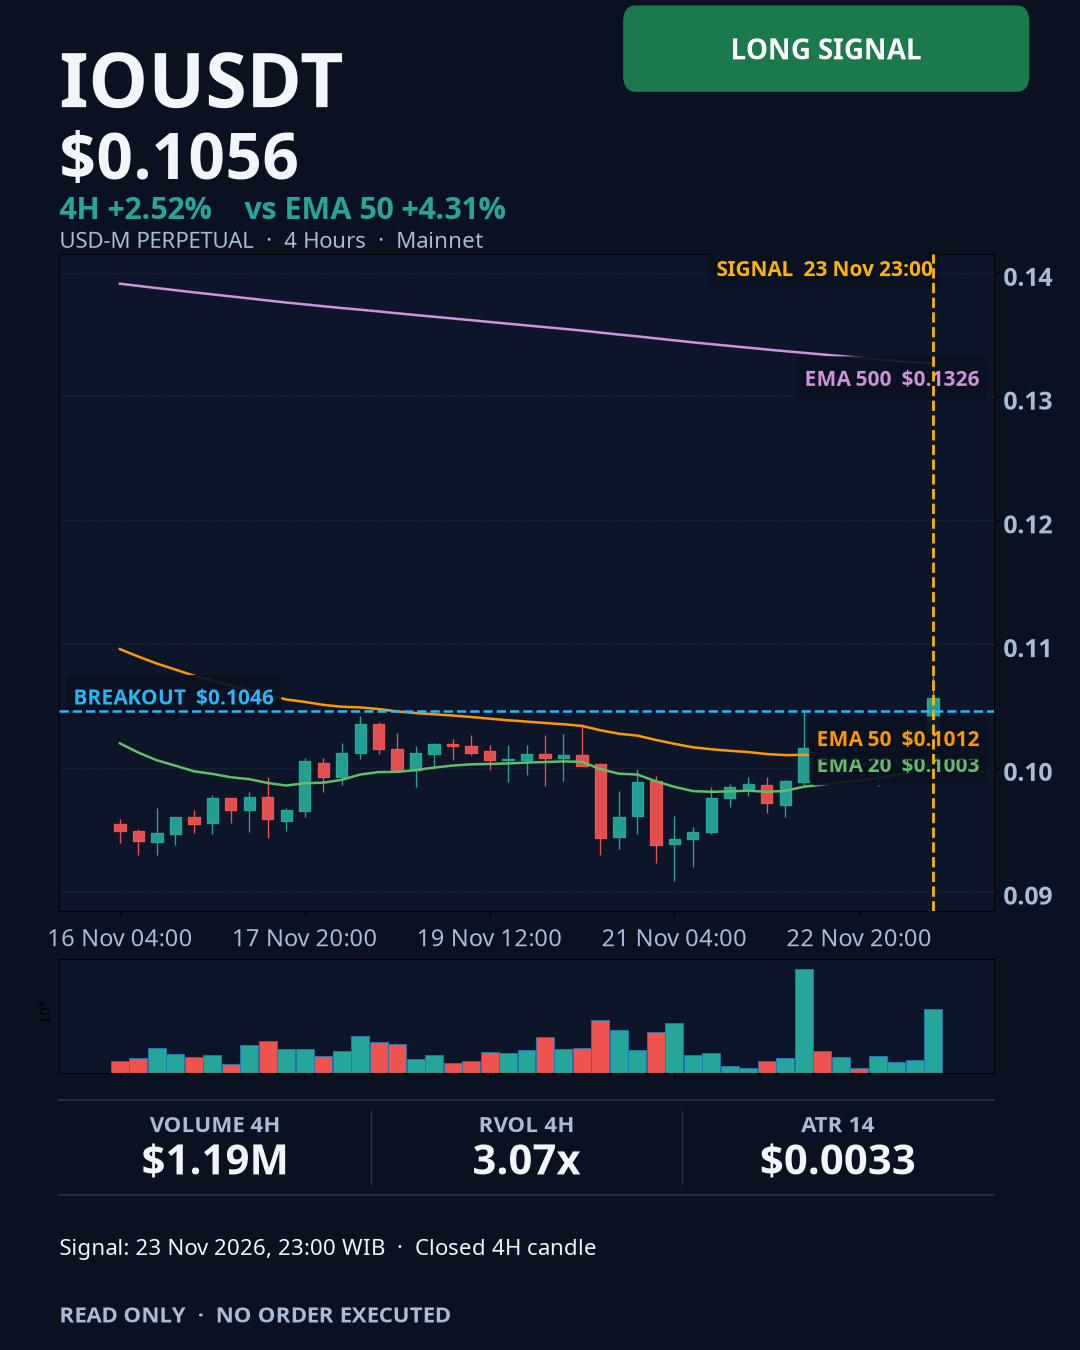 LONG SIGNAL
IOUSDT
$0.1056
4H +2.52% vs EMA 50 +4.31%
USD-M PERPETUAL · 4 Hours · Mainnet
SIGNAL 23 Nov 23:00
0.14
EMA 500 $0.1326
0.13
0.12
0.11
BREAKOUT $0.1046
EMA 50 $0.1012
EMA 20 $0.1003
0.10
0.09
16 Nov 04:00 17 Nov 20:00 19 Nov 12:00 21 Nov 04:00 22 Nov 20:00
10⁶
VOLUME 4H RVOL 4H ATR 14
$1.19M 3.07x $0.0033
Signal: 23 Nov 2026, 23:00 WIB · Closed 4H candle
READ ONLY · NO ORDER EXECUTED